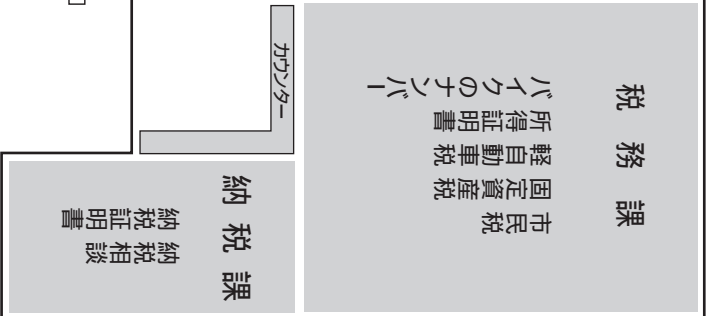 税務課
市民税
固定資産税
軽自動車税
所得証明書
バイクのナンバー
カウンター
納税課
納税相談
納税証明書